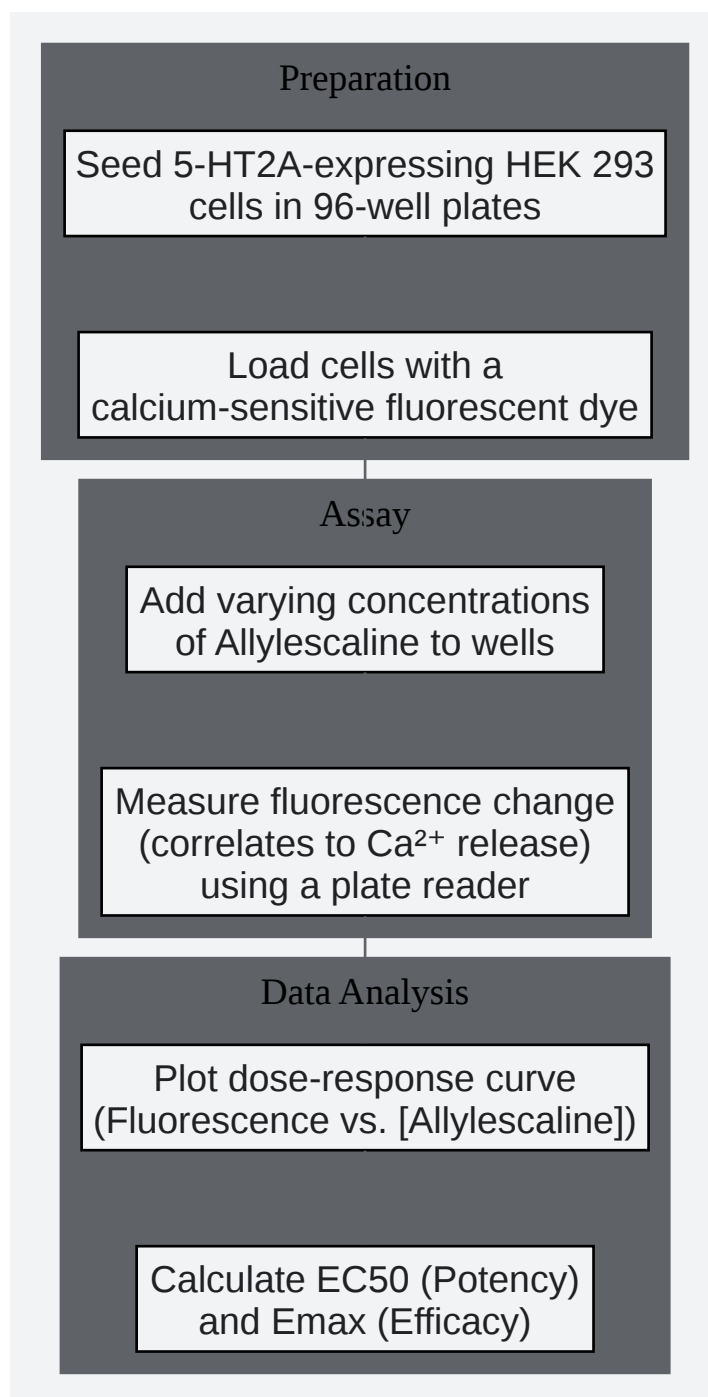 Preparation
Seed 5-HT2A-expressing HEK 293
cells in 96-well plates
Load cells with a
calcium-sensitive fluorescent dye
Assay
Add varying concentrations
of Allylescaline to wells
Measure fluorescence change
(correlates to Ca²⁺ release)
using a plate reader
Data Analysis
Plot dose-response curve
(Fluorescence vs. [Allylescaline])
Calculate EC50 (Potency)
and Emax (Efficacy)